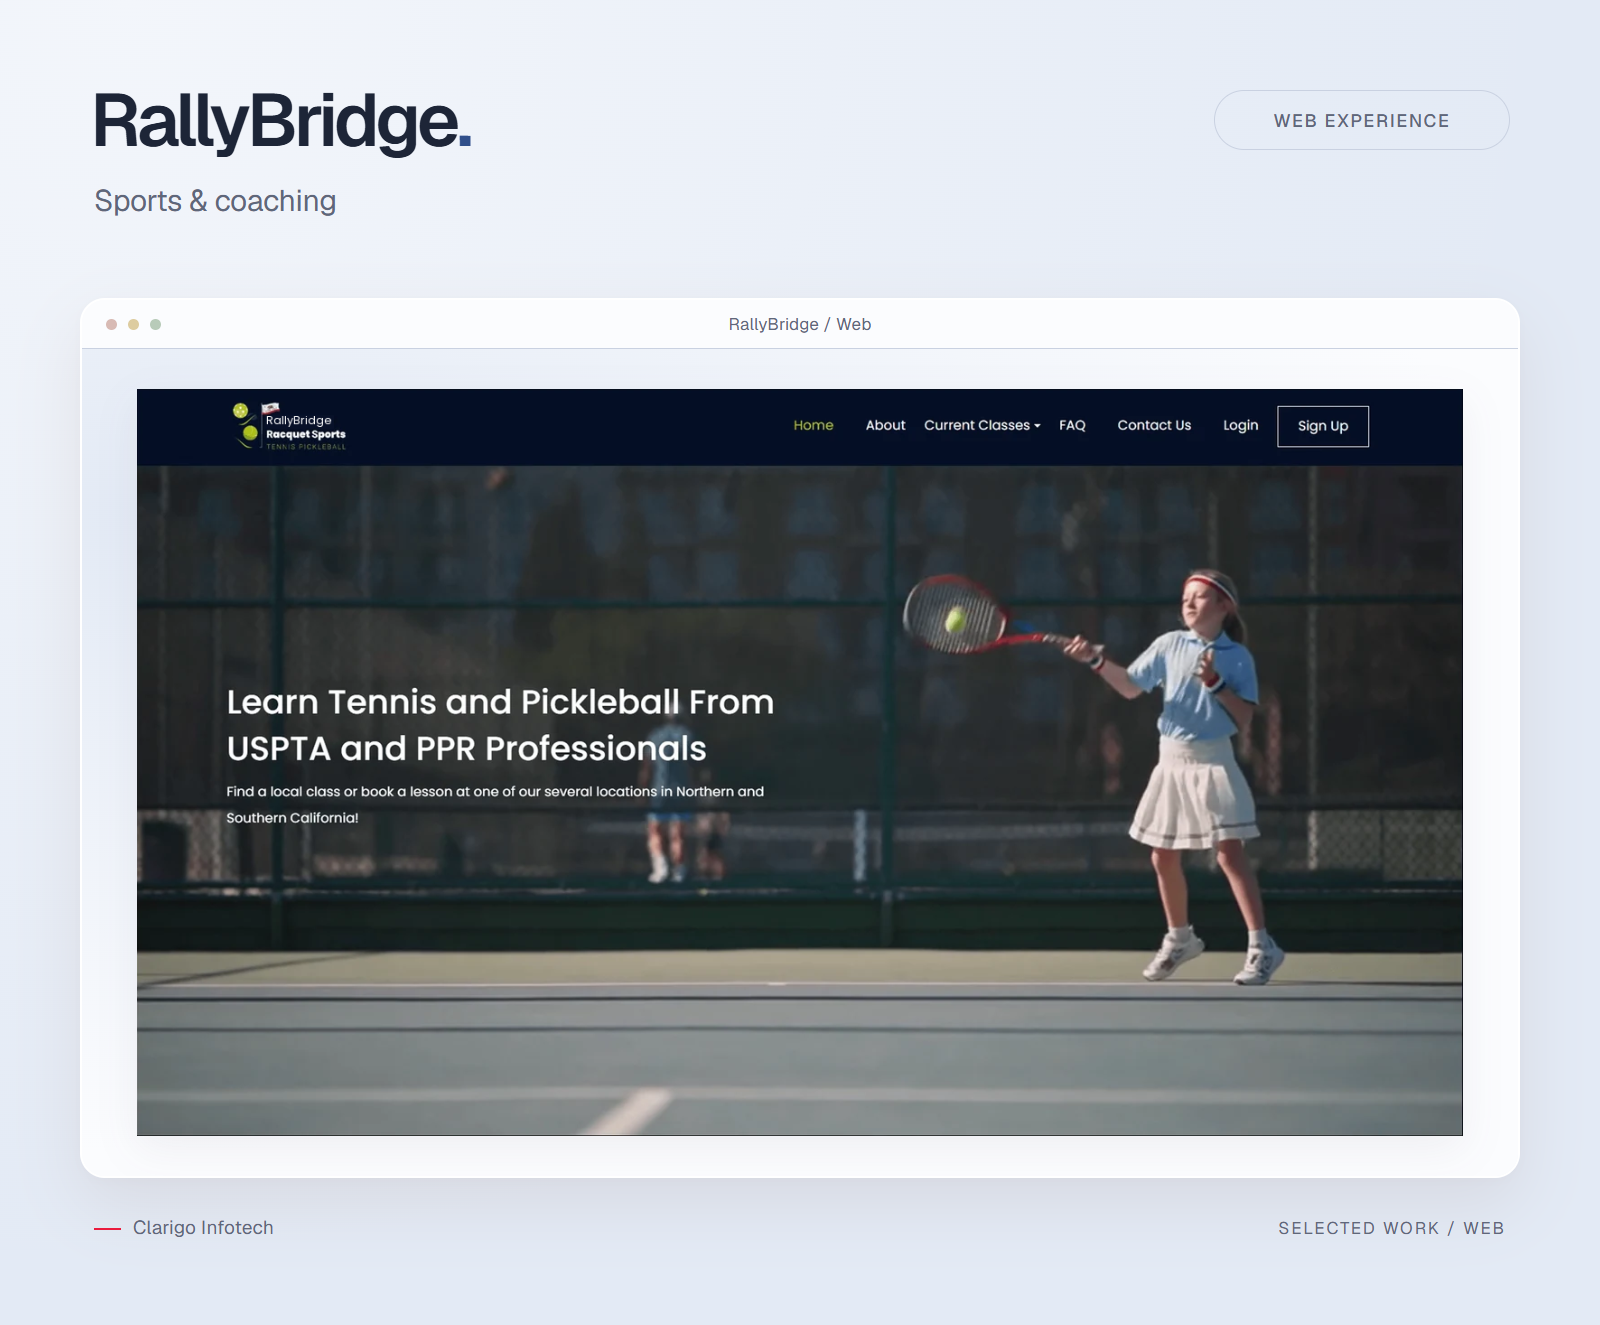 RallyBridge.
WEB EXPERIENCE
Sports & coaching
RallyBridge / Web
RallyBridge
Racquet Sports
TENNIS PICKLEBALL
Home
About
Current Classes
FAQ
Contact Us
Login
Sign Up
Learn Tennis and Pickleball From
USPTA and PPR Professionals
Find a local class or book a lesson at one of our several locations in Northern and
Southern California!
Clarigo Infotech
SELECTED WORK / WEB